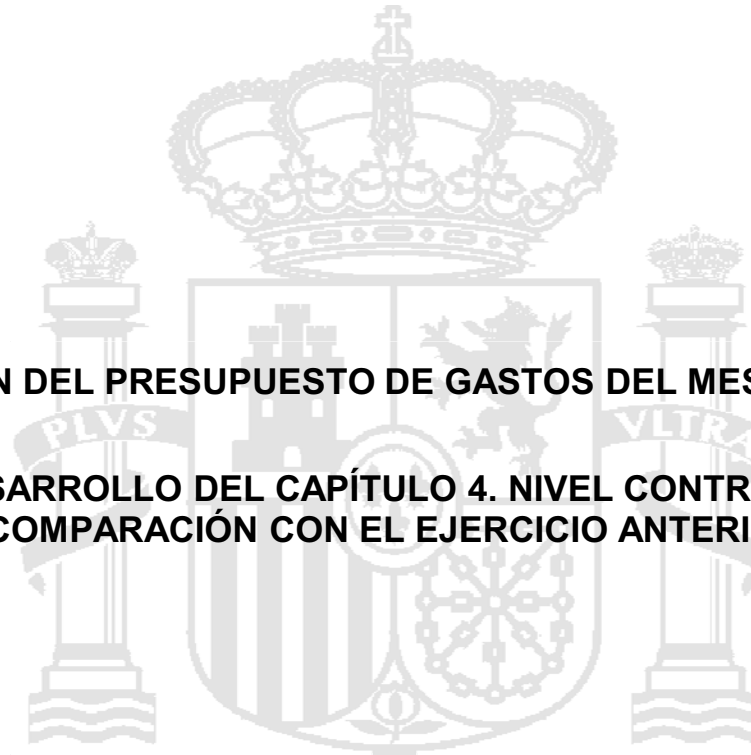 N DEL PRESUPUESTO DE GASTOS DEL MES
PLVS VLTRA
SARROLLO DEL CAPÍTULO 4. NIVEL CONTR
COMPARACIÓN CON EL EJERCICIO ANTERI